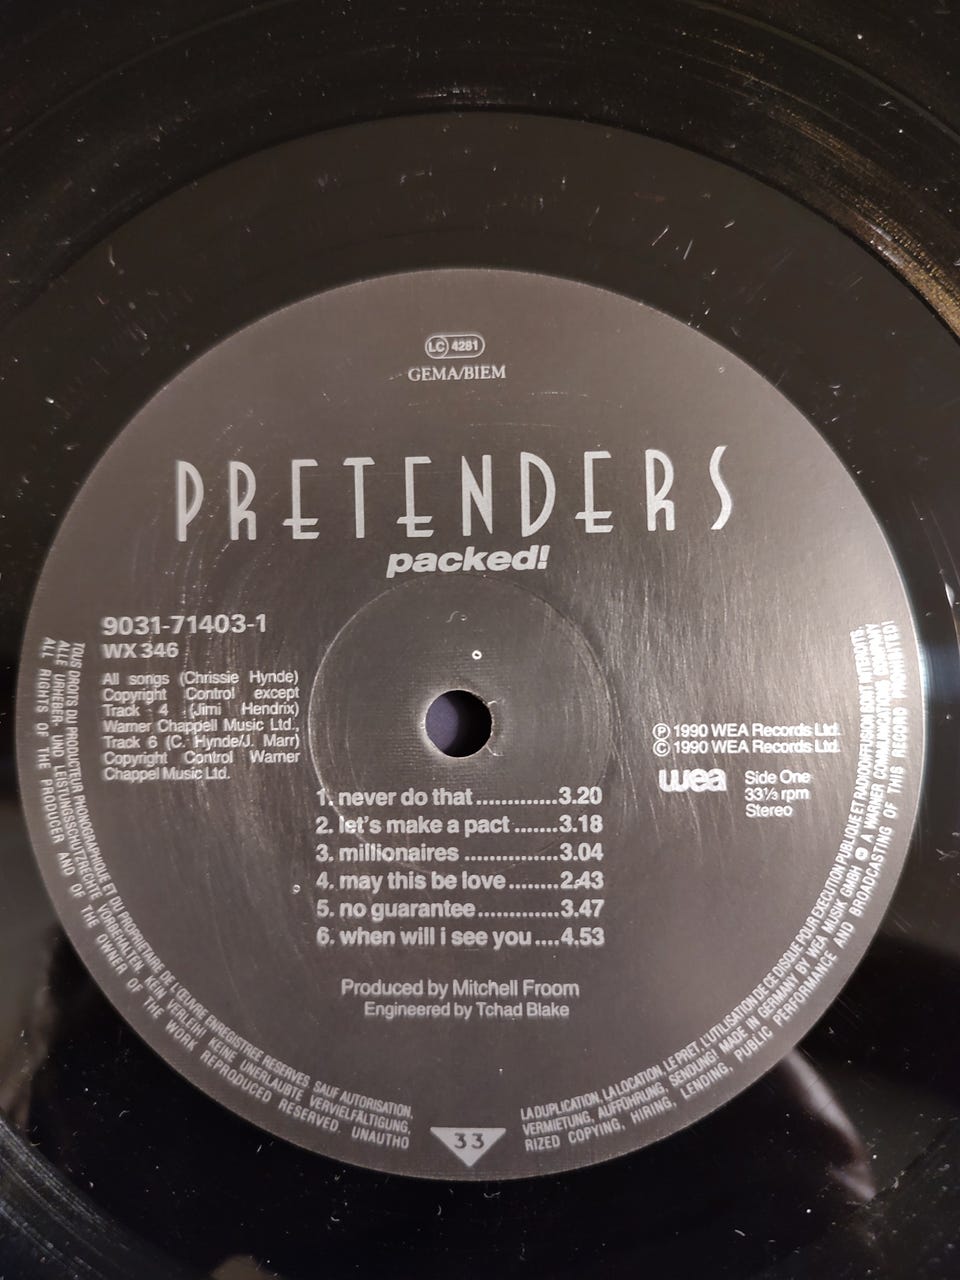 LC 4281
GEMA/BIEM
PRETENDERS
packed!
9031-71403-1
WX 346
All songs (Chrissie Hynde)
Copyright Control except
Track 4 (Jimi Hendrix)
Warner Chappell Music Ltd.,
Track 6 (C. Hynde/J. Marr)
Copyright Control Warner
Chappel Music Ltd.
Ⓟ 1990 WEA Records Ltd.
© 1990 WEA Records Ltd.
wea
Side One
33⅓ rpm
Stereo
1. never do that..............3.20
2. let's make a pact........3.18
3. millionaires ................3.04
4. may this be love.........2.43
5. no guarantee..............3.47
6. when will i see you.....4.53
Produced by Mitchell Froom
Engineered by Tchad Blake
TOUS DROITS DU PRODUCTEUR PHONOGRAPHIQUE ET DU PROPRIETAIRE DE L'ŒUVRE ENREGISTREE RESERVES SAUF AUTORISATION,
LA DUPLICATION, LA LOCATION, LE PRET, L'UTILISATION DE CE DISQUE POUR EXECUTION PUBLIQUE ET RADIODIFFUSION SONT INTERDITS.
ALLE URHEBER- UND LEISTUNGSSCHUTZRECHTE VORBEHALTEN. KEIN VERLEIH! KEINE UNERLAUBTE VERVIELFÄLTIGUNG,
VERMIETUNG, AUFFÜHRUNG, SENDUNG! MADE IN GERMANY BY WEA MUSIK GMBH A WARNER COMMUNICATIONS COMPANY
ALL RIGHTS OF THE PRODUCER AND OF THE OWNER OF THE WORK REPRODUCED RESERVED. UNAUTHO
RIZED COPYING, HIRING, LENDING, PUBLIC PERFORMANCE AND BROADCASTING OF THIS RECORD PROHIBITED!
33